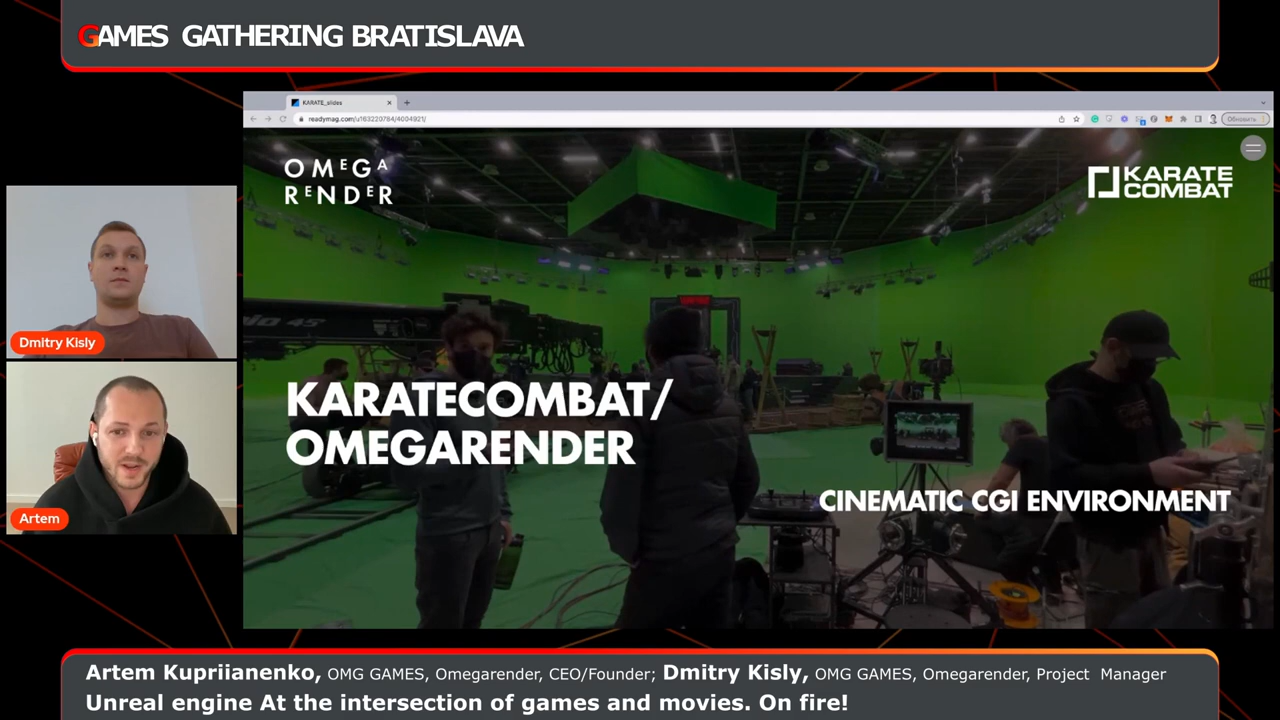 GAMES GATHERING BRATISLAVA
KARATE_slides
readymag.com/u163220784/4004921/
Обновить
OMEGA
RENDER
KARATE
COMBAT
KARATECOMBAT/
OMEGARENDER
CINEMATIC CGI ENVIRONMENT
Dmitry Kisly
Artem
Artem Kupriianenko, OMG GAMES, Omegarender, CEO/Founder; Dmitry Kisly, OMG GAMES, Omegarender, Project Manager
Unreal engine At the intersection of games and movies. On fire!